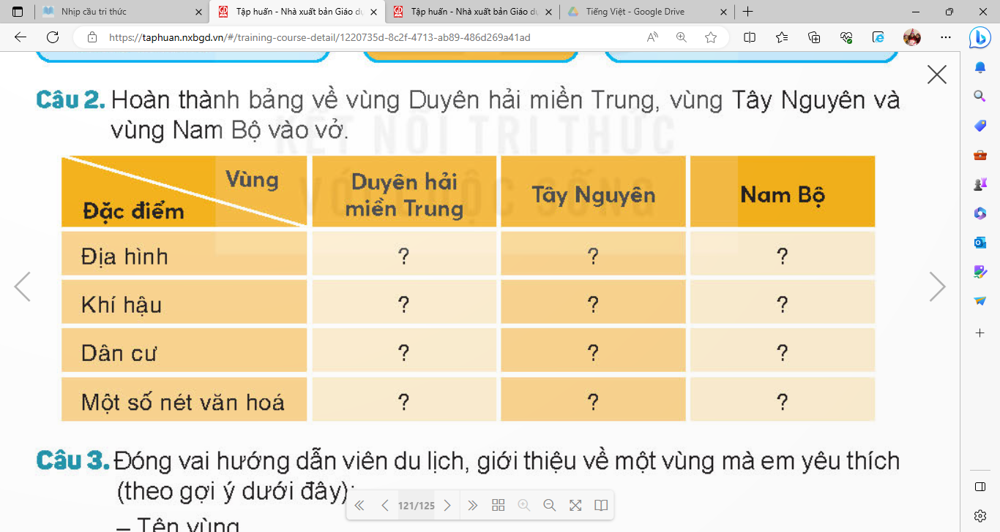 Nhịp cầu tri thức
Tập huấn - Nhà xuất bản Giáo dụ
Tập huấn - Nhà xuất bản Giáo dụ
Tiếng Việt - Google Drive
https://taphuan.nxbgd.vn/#/training-course-detail/1220735d-8c2f-4713-ab89-486d269a41ad
Câu 2. Hoàn thành bảng về vùng Duyên hải miền Trung, vùng Tây Nguyên và
vùng Nam Bộ vào vở.
KẾT NỐI TRI THỨC
VỚI CUỘC SỐNG
Vùng
Đặc điểm
Duyên hải
miền Trung
Tây Nguyên
Nam Bộ
Địa hình ? ? ?
Khí hậu ? ? ?
Dân cư ? ? ?
Một số nét văn hoá ? ? ?
Câu 3. Đóng vai hướng dẫn viên du lịch, giới thiệu về một vùng mà em yêu thích
(theo gợi ý dưới đây):
121/125
– Tên vùng